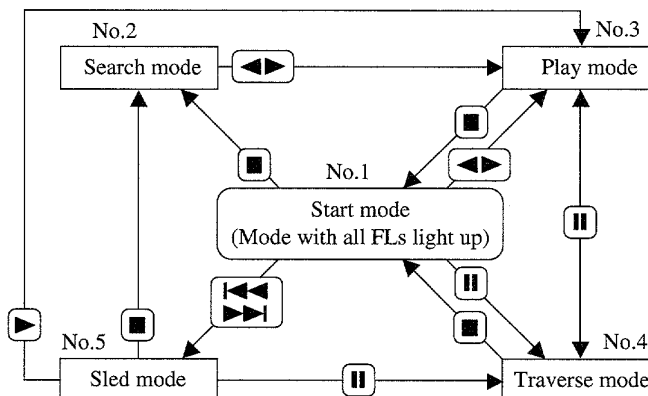 No.2
No.3
Search mode
Play mode
No.1
Start mode
(Mode with all FLs light up)
No.5
No.4
Sled mode
Traverse mode